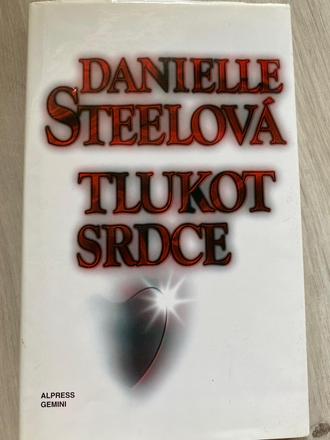 DANIELLE
STEELOVÁ
TLUKOT
SRDCE
ALPRESS
GEMINI